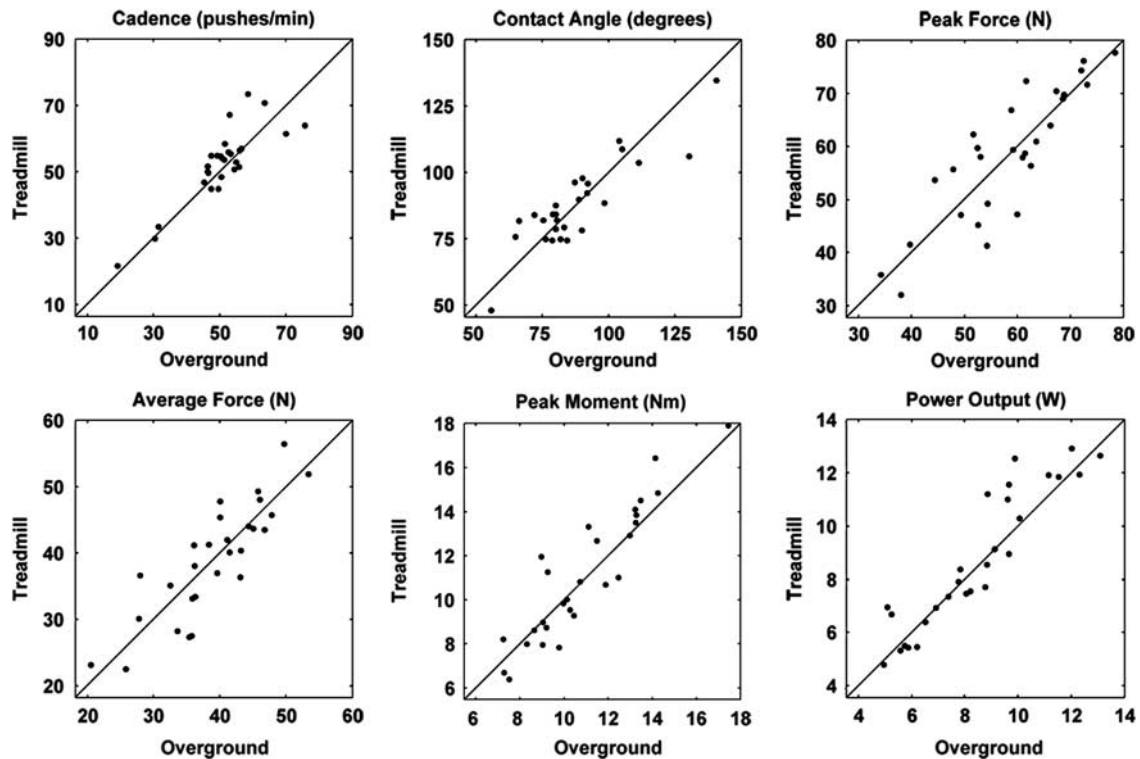 Cadence (pushes/min)
90
70
50
30
10
Treadmill
10 30 50 70 90
Overground
Contact Angle (degrees)
150
125
100
75
50
Treadmill
50 75 100 125 150
Overground
Peak Force (N)
80
70
60
50
40
30
Treadmill
30 40 50 60 70 80
Overground
Average Force (N)
60
50
40
30
20
Treadmill
20 30 40 50 60
Overground
Peak Moment (Nm)
18
16
14
12
10
8
6
Treadmill
6 8 10 12 14 16 18
Overground
Power Output (W)
14
12
10
8
6
4
Treadmill
4 6 8 10 12 14
Overground